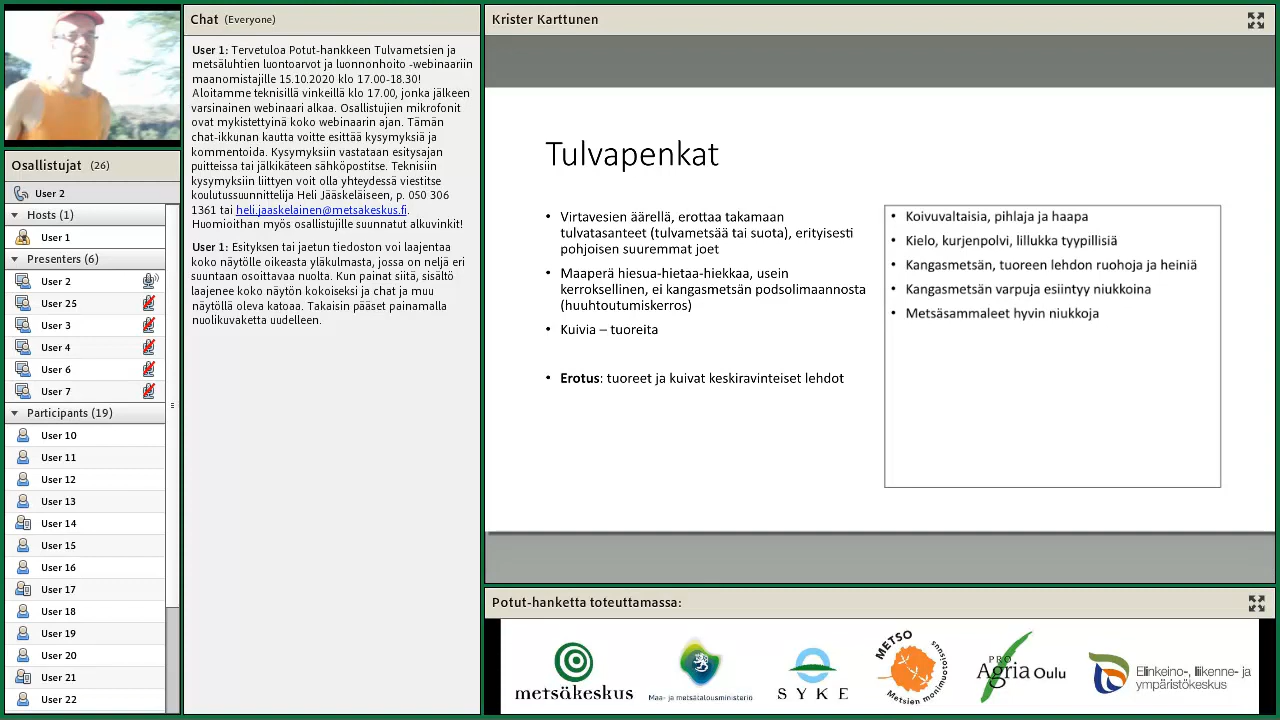 Osallistujat (26)
User 2
Hosts (1)
User 1
Presenters (6)
User 2
User 25
User 3
User 4
User 6
User 7
Participants (19)
User 10
User 11
User 12
User 13
User 14
User 15
User 16
User 17
User 18
User 19
User 20
User 21
User 22
Chat (Everyone)
User 1: Tervetuloa Potut-hankkeen Tulvametsien ja
metsäluhtien luontoarvot ja luonnonhoito -webinaariin
maanomistajille 15.10.2020 klo 17.00-18.30!
Aloitamme teknisillä vinkeillä klo 17.00, jonka jälkeen
varsinainen webinaari alkaa. Osallistujien mikrofonit
ovat mykistettyinä koko webinaarin ajan. Tämän
chat-ikkunan kautta voitte esittää kysymyksiä ja
kommentoida. Kysymyksiin vastataan esitysajan
puitteissa tai jälkikäteen sähköpostitse. Teknisiin
kysymyksiin liittyen voit olla yhteydessä viestitse
koulutussuunnittelija Heli Jääskeläiseen, p. 050 306
1361 tai heli.jaaskelainen@metsakeskus.fi.
Huomioithan myös osallistujille suunnatut alkuvinkit!
User 1: Esityksen tai jaetun tiedoston voi laajentaa
koko näytölle oikeasta yläkulmasta, jossa on neljä eri
suuntaan osoittavaa nuolta. Kun painat siitä, sisältö
laajenee koko näytön kokoiseksi ja chat ja muu
näytöllä oleva katoaa. Takaisin pääset painamalla
nuolikuvaketta uudelleen.
Krister Karttunen
Tulvapenkat
• Virtavesien äärellä, erottaa takamaan
tulvatasanteet (tulvametsää tai suota), erityisesti
pohjoisen suuremmat joet
• Maaperä hiesua-hietaa-hiekkaa, usein
kerroksellinen, ei kangasmetsän podsolimaannosta
(huuhtoutumiskerros)
• Kuivia – tuoreita
• Erotus: tuoreet ja kuivat keskiravinteiset lehdot
• Koivuvaltaisia, pihlaja ja haapa
• Kielo, kurjenpolvi, lillukka tyypillisiä
• Kangasmetsän, tuoreen lehdon ruohoja ja heiniä
• Kangasmetsän varpuja esiintyy niukkoina
• Metsäsammaleet hyvin niukkoja
Potut-hanketta toteuttamassa:
metsäkeskus
Maa- ja metsätalousministeriö
SYKE
METSO
Metsien monimuotoisuus
PRO
Agria Oulu
Elinkeino-, liikenne- ja
ympäristökeskus